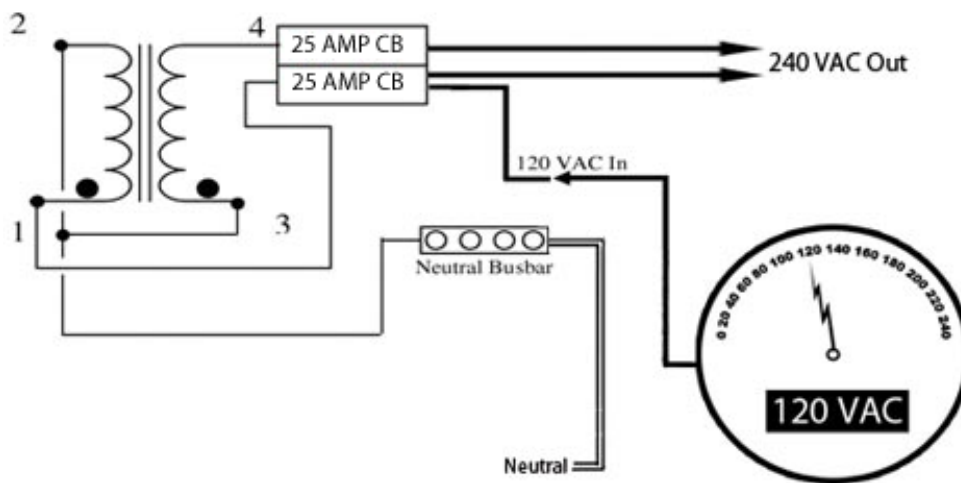 2
4
25 AMP CB
25 AMP CB
240 VAC Out
120 VAC In
1
3
Neutral Busbar
0 20 40 60 80 100 120 140 160 180 200 220 240
120 VAC
Neutral